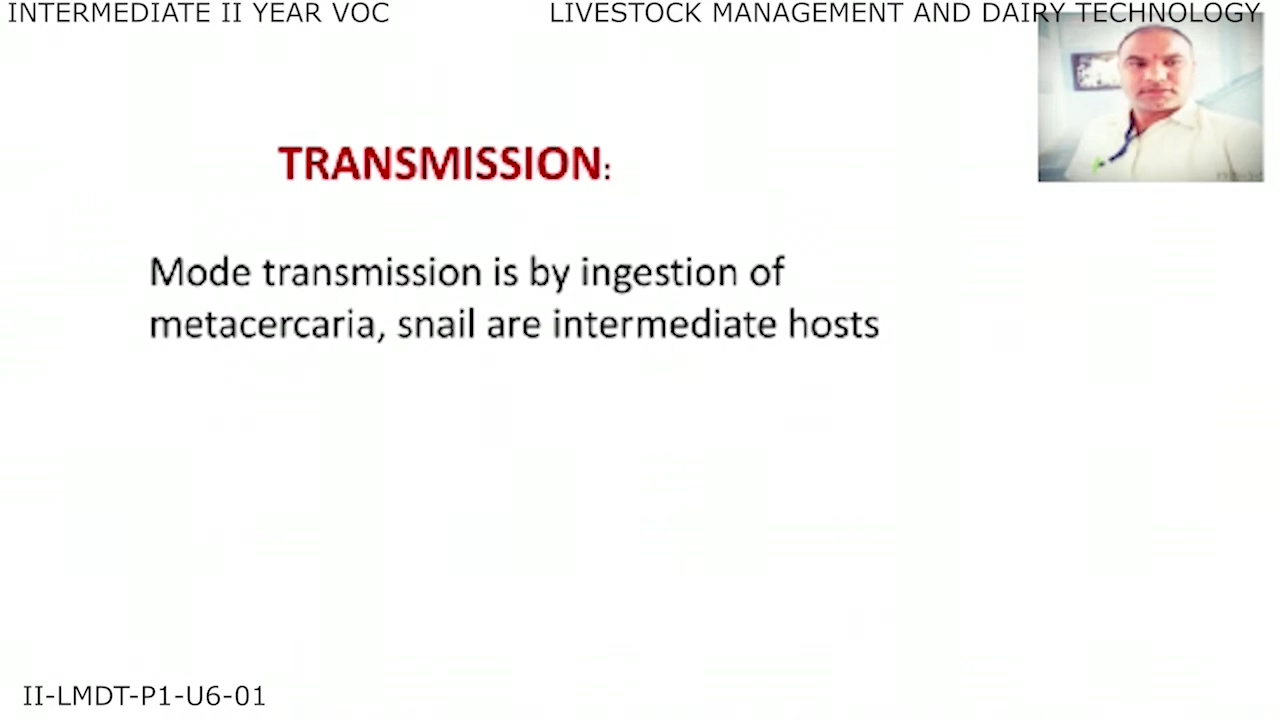 INTERMEDIATE II YEAR VOC
LIVESTOCK MANAGEMENT AND DAIRY TECHNOLOGY
TRANSMISSION:
Mode transmission is by ingestion of
metacercaria, snail are intermediate hosts
II-LMDT-P1-U6-01